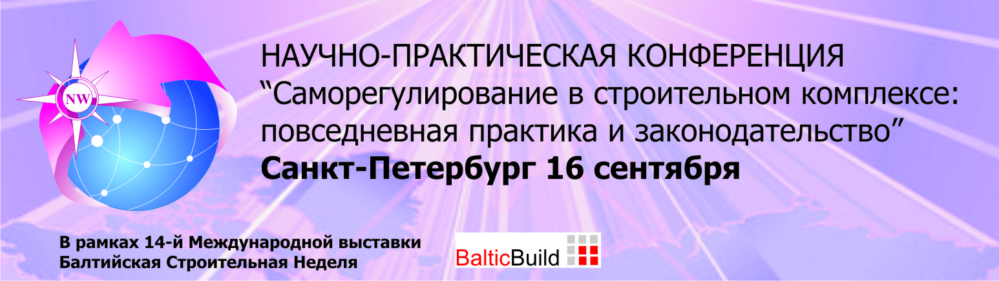 NW
НАУЧНО-ПРАКТИЧЕСКАЯ КОНФЕРЕНЦИЯ
“Саморегулирование в строительном комплексе:
повседневная практика и законодательство”
Санкт-Петербург 16 сентября
В рамках 14-й Международной выставки
Балтийская Строительная Неделя
BalticBuild